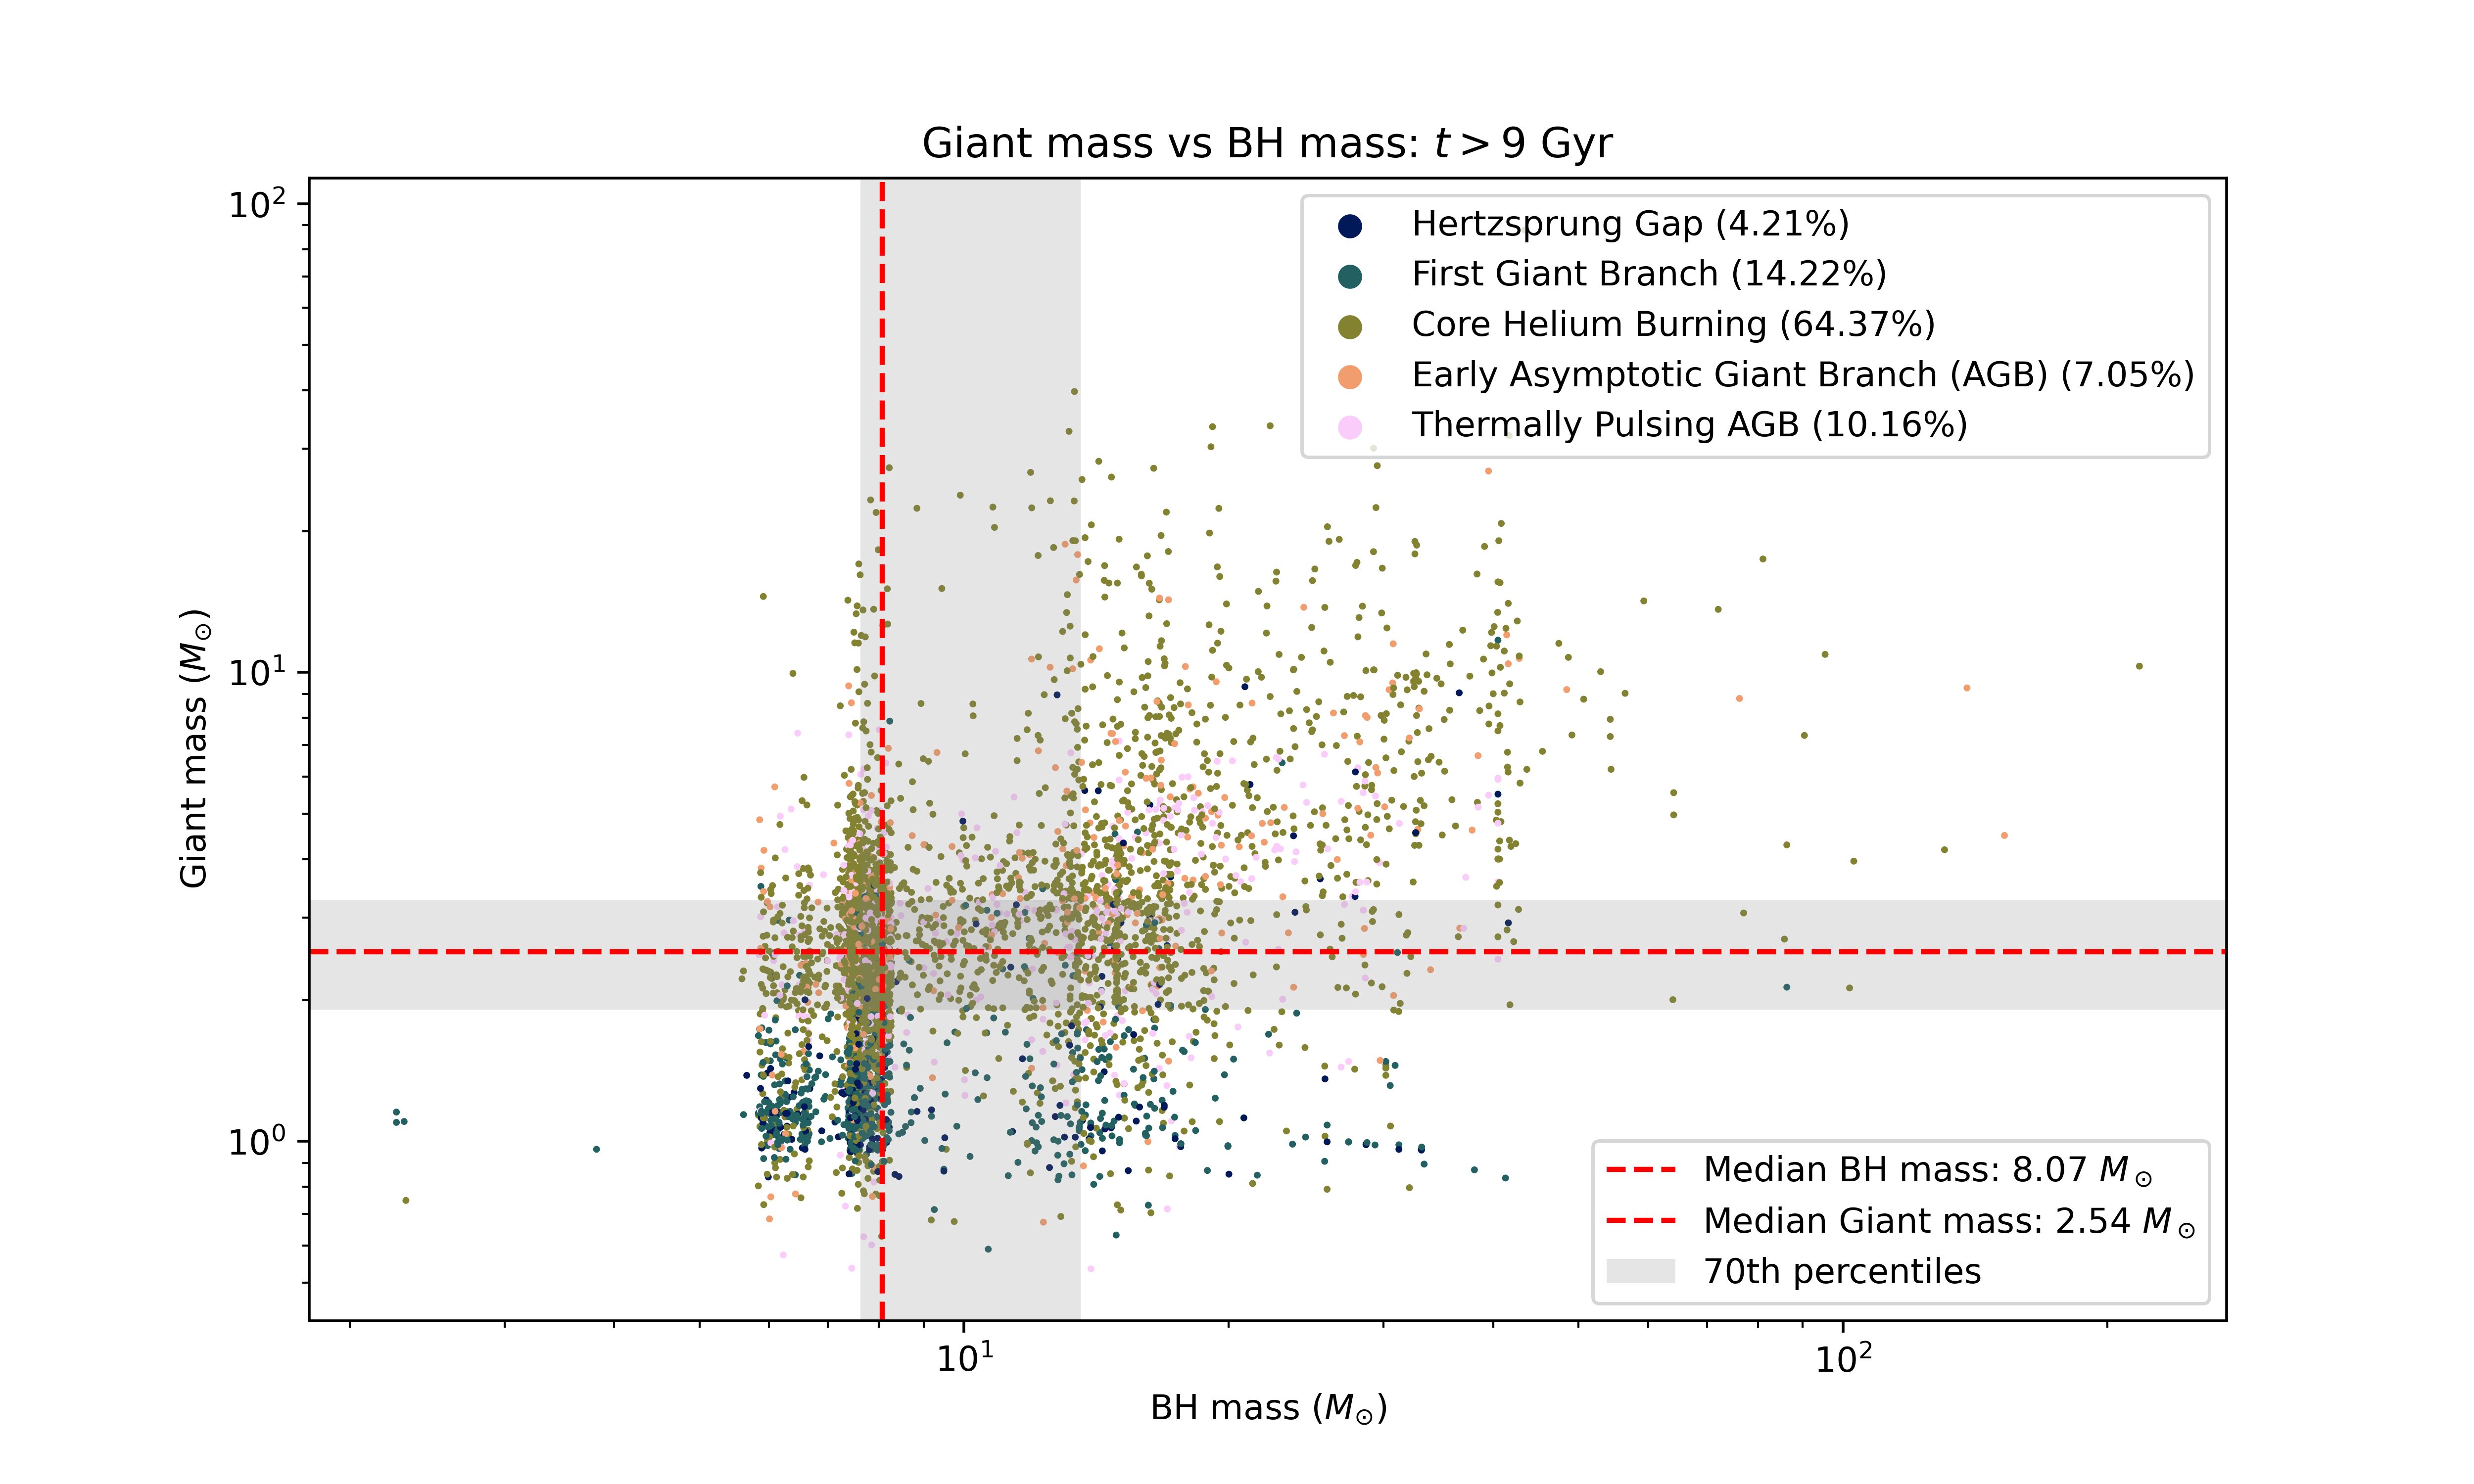 Giant mass vs BH mass: t > 9 Gyr
10²
Hertzsprung Gap (4.21%)
First Giant Branch (14.22%)
Core Helium Burning (64.37%)
Early Asymptotic Giant Branch (AGB) (7.05%)
Thermally Pulsing AGB (10.16%)
Giant mass (M⊙)
10¹
10⁰
Median BH mass: 8.07 M⊙
Median Giant mass: 2.54 M⊙
70th percentiles
10¹
10²
BH mass (M⊙)